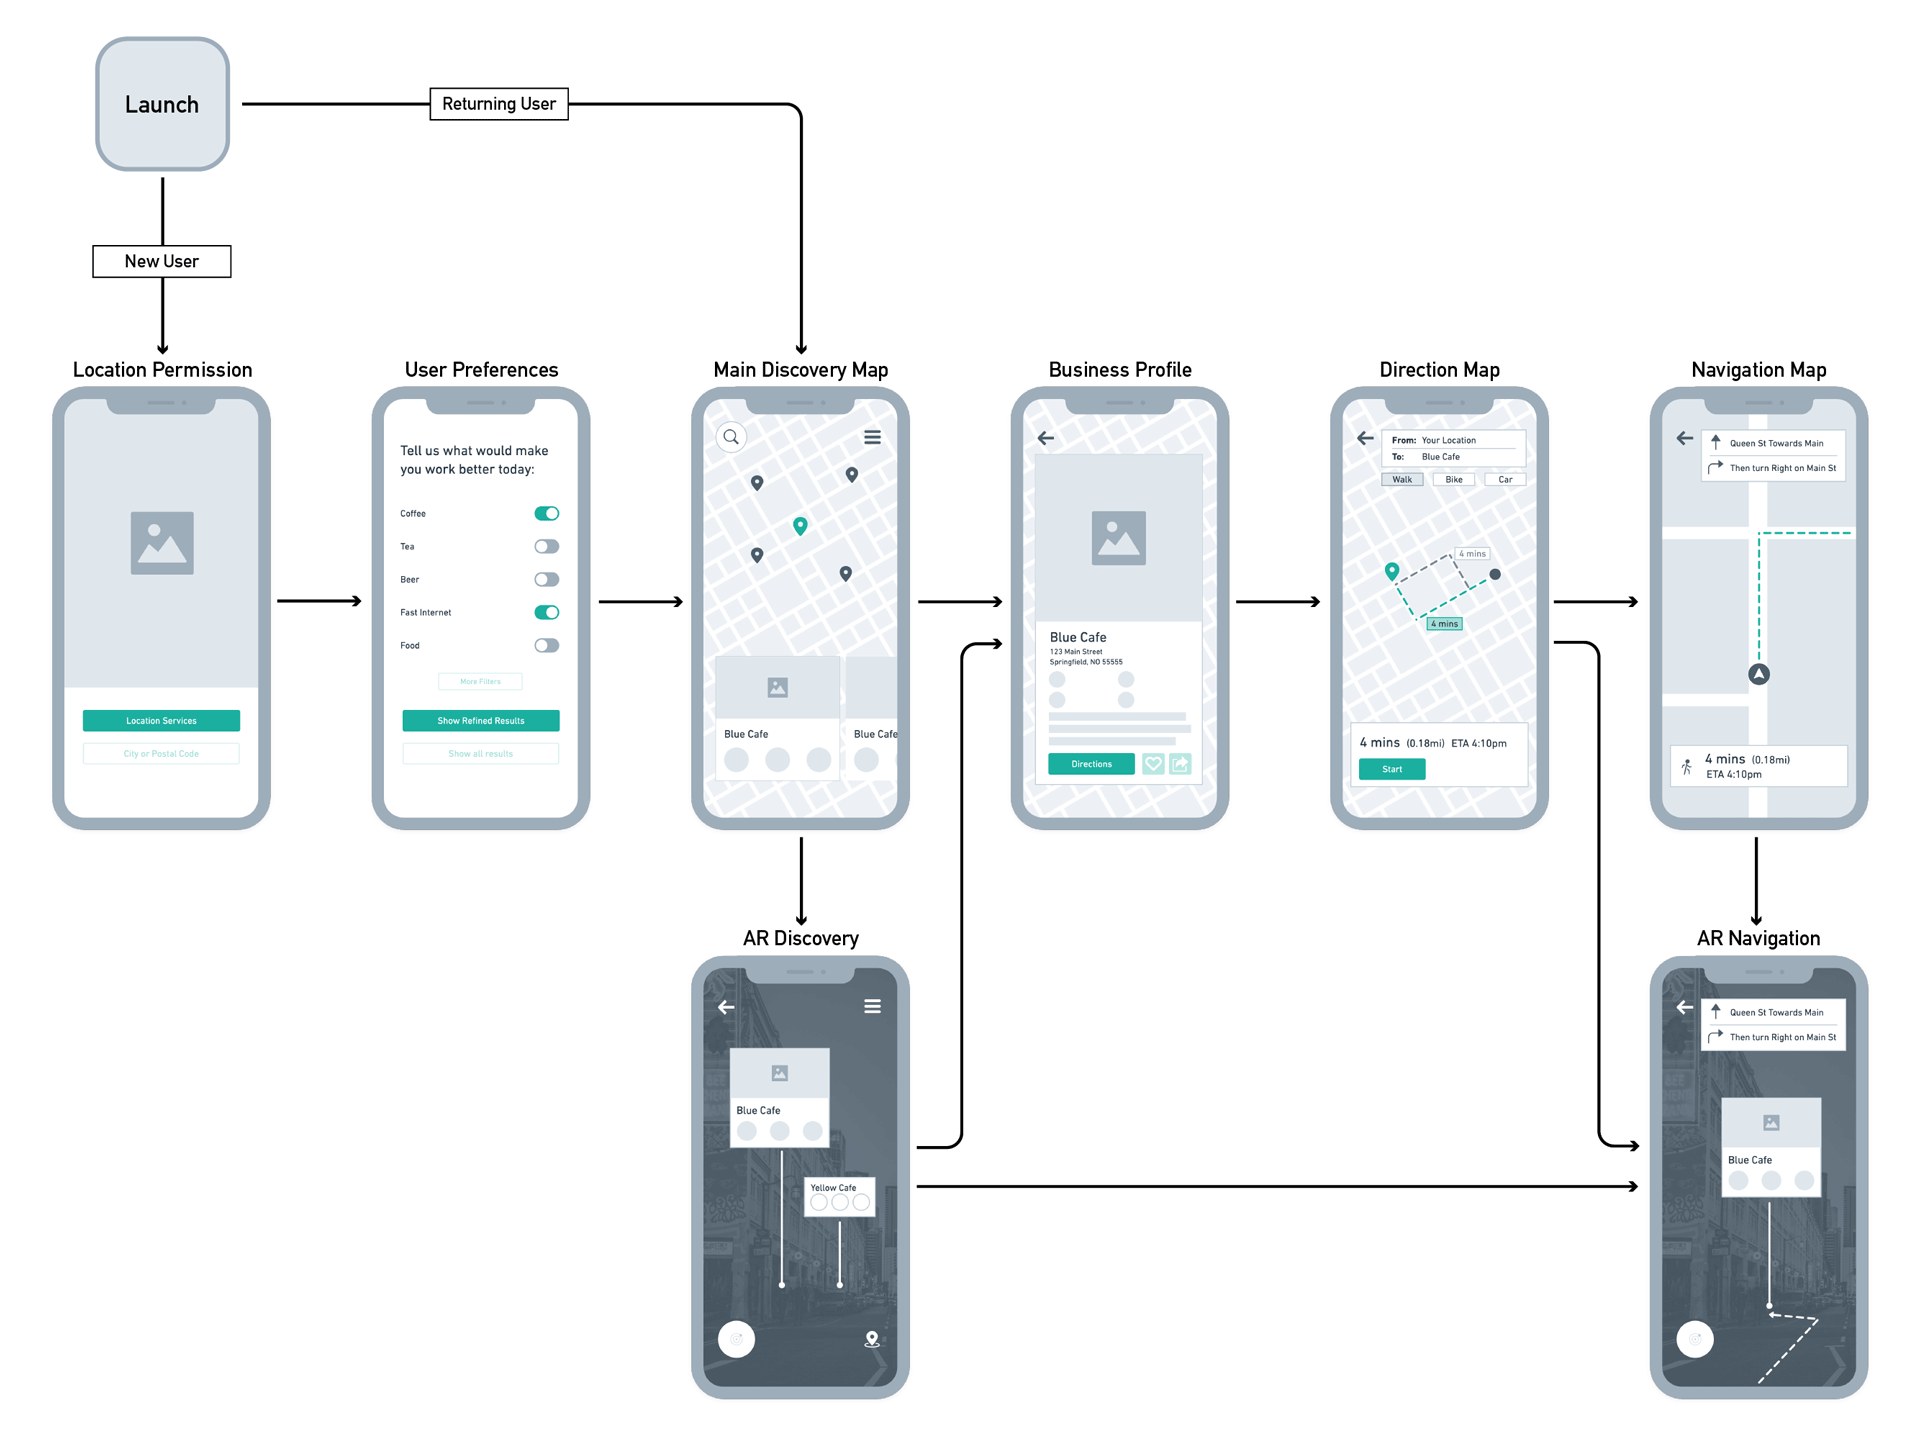 Launch
Returning User
New User
Location Permission
Location Services
City or Postal Code
User Preferences
Tell us what would make
you work better today:
Coffee
Tea
Beer
Fast Internet
Food
More Filters
Show Refined Results
Show all results
Main Discovery Map
Blue Cafe
Blue Cafe
Business Profile
Blue Cafe
123 Main Street
Springfield, NO 55555
Directions
Direction Map
From: Your Location
To: Blue Cafe
Walk
Bike
Car
4 mins
4 mins
4 mins (0.18mi) ETA 4:10pm
Start
Navigation Map
Queen St Towards Main
Then turn Right on Main St
4 mins (0.18mi)
ETA 4:10pm
AR Discovery
Blue Cafe
Yellow Cafe
AR Navigation
Queen St Towards Main
Then turn Right on Main St
Blue Cafe